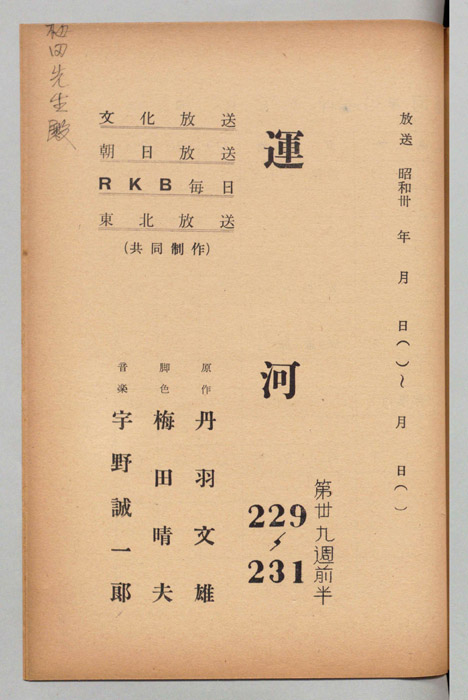 放送 昭和卅 年 月 日( )〜 月 日( )
第卅九週前半
運河
229
〜
231
原作 丹羽文雄
脚色 梅田晴夫
音楽 宇野誠一郎
文化放送
朝日放送
RKB毎日
東北放送
(共同制作)
梅田先生殿